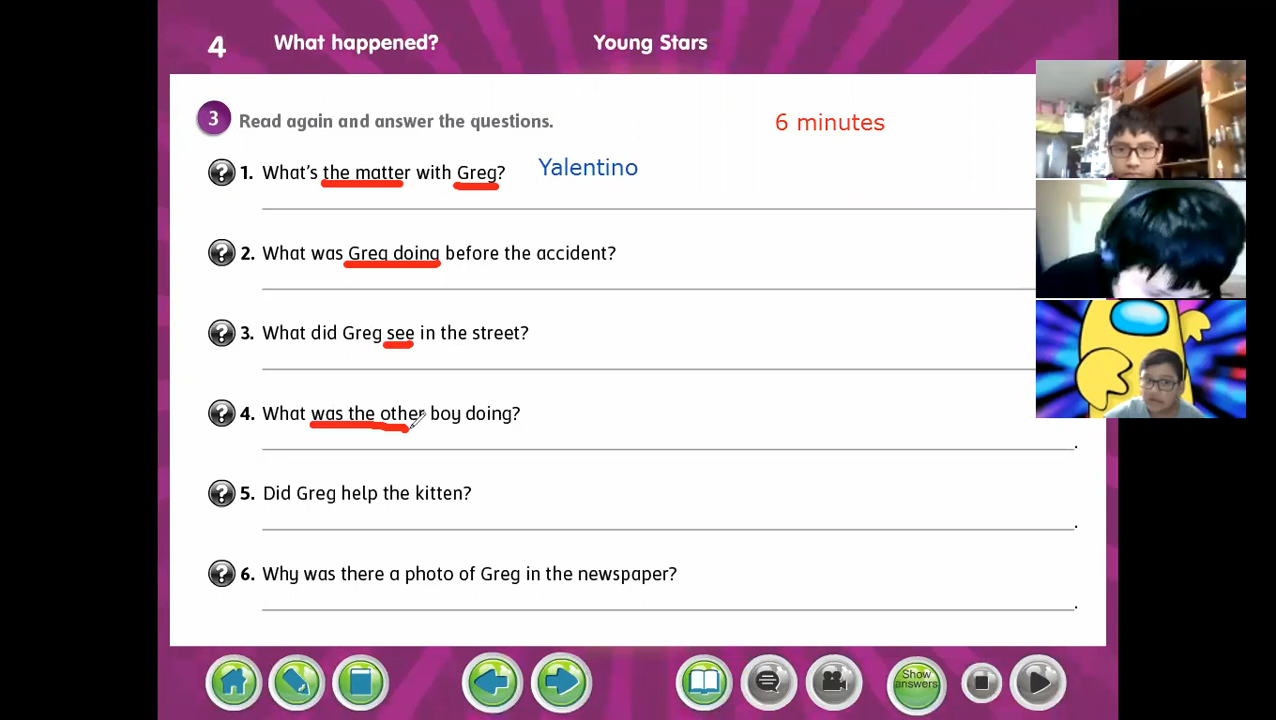 4 What happened? Young Stars
3 Read again and answer the questions.
6 minutes
1. What's the matter with Greg? Yalentino
2. What was Greg doing before the accident?
3. What did Greg see in the street?
4. What was the other boy doing?
5. Did Greg help the kitten?
6. Why was there a photo of Greg in the newspaper?
Show
answers